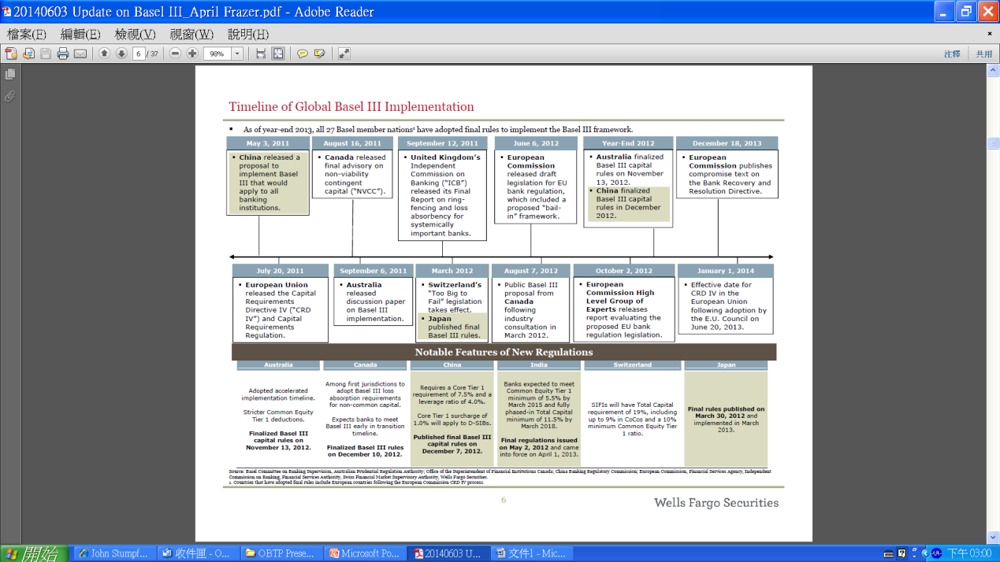 20140603 Update on Basel III_April Frazer.pdf - Adobe Reader
檔案(F) 編輯(E) 檢視(V) 視窗(W) 說明(H)
6 / 37 98% 注釋 共用
Timeline of Global Basel III Implementation
▪ As of year-end 2013, all 27 Basel member nations¹ have adopted final rules to implement the Basel III framework.
May 3, 2011
▪ China released a
proposal to
implement Basel
III that would
apply to all
banking
institutions.
August 16, 2011
▪ Canada released
final advisory on
non-viability
contingent
capital (“NVCC”).
September 12, 2011
▪ United Kingdom’s
Independent
Commission on
Banking (“ICB”)
released its Final
Report on ring-
fencing and loss
absorbency for
systemically
important banks.
June 6, 2012
▪ European
Commission
released draft
legislation for EU
bank regulation,
which included a
proposed “bail-
in” framework.
Year-End 2012
▪ Australia finalized
Basel III capital
rules on November
13, 2012.
▪ China finalized
Basel III capital
rules in December
2012.
December 18, 2013
▪ European
Commission publishes
compromise text on
the Bank Recovery and
Resolution Directive.
July 20, 2011
▪ European Union
released the Capital
Requirements
Directive IV (“CRD
IV”) and Capital
Requirements
Regulation.
September 6, 2011
▪ Australia
released
discussion paper
on Basel III
implementation.
March 2012
▪ Switzerland’s
“Too Big to
Fail” legislation
takes effect.
▪ Japan
published final
Basel III rules.
August 7, 2012
▪ Public Basel III
proposal from
Canada
following
industry
consultation in
March 2012.
October 2, 2012
▪ European
Commission High
Level Group of
Experts releases
report evaluating the
proposed EU bank
regulation legislation.
January 1, 2014
▪ Effective date for
CRD IV in the
European Union
following adoption by
the E.U. Council on
June 20, 2013.
Notable Features of New Regulations
Australia
Adopted accelerated
implementation timeline.
Stricter Common Equity
Tier 1 deductions.
Finalized Basel III
capital rules on
November 13, 2012.
Canada
Among first jurisdictions to
adopt Basel III loss
absorption requirements
for non-common capital.
Expects banks to meet
Basel III early in transition
timeline.
Finalized Basel III rules
on December 10, 2012.
China
Requires a Core Tier 1
requirement of 7.5% and a
leverage ratio of 4.0%.
Core Tier 1 surcharge of
1.0% will apply to D-SIBs.
Published final Basel III
capital rules on
December 7, 2012.
India
Banks expected to meet
Common Equity Tier 1
minimum of 5.5% by
March 2015 and fully
phased-in Total Capital
minimum of 11.5% by
March 2018.
Final regulations issued
on May 2, 2012 and came
into force on April 1, 2013.
Switzerland
SIFIs will have Total Capital
requirement of 19%, including
up to 9% in CoCos and a 10%
minimum Common Equity Tier
1 ratio.
Japan
Final rules published on
March 30, 2012 and
implemented in March
2013.
Source: Basel Committee on Banking Supervision, Australian Prudential Regulation Authority; Office of the Superintendent of Financial Institutions Canada; China Banking Regulatory Commission; European Commission, Financial Services Agency, Independent
Commission on Banking, Financial Services Authority, Swiss Financial Market Supervisory Authority, Wells Fargo Securities.
1. Countries that have adopted final rules include European countries following the European Commission CRD IV process.
6
Wells Fargo Securities
開始 John Stumpf... 收件匣 - O... OBTP Prese... Microsoft Po... 20140603 U... 文件1 - Mic... 下午 03:00